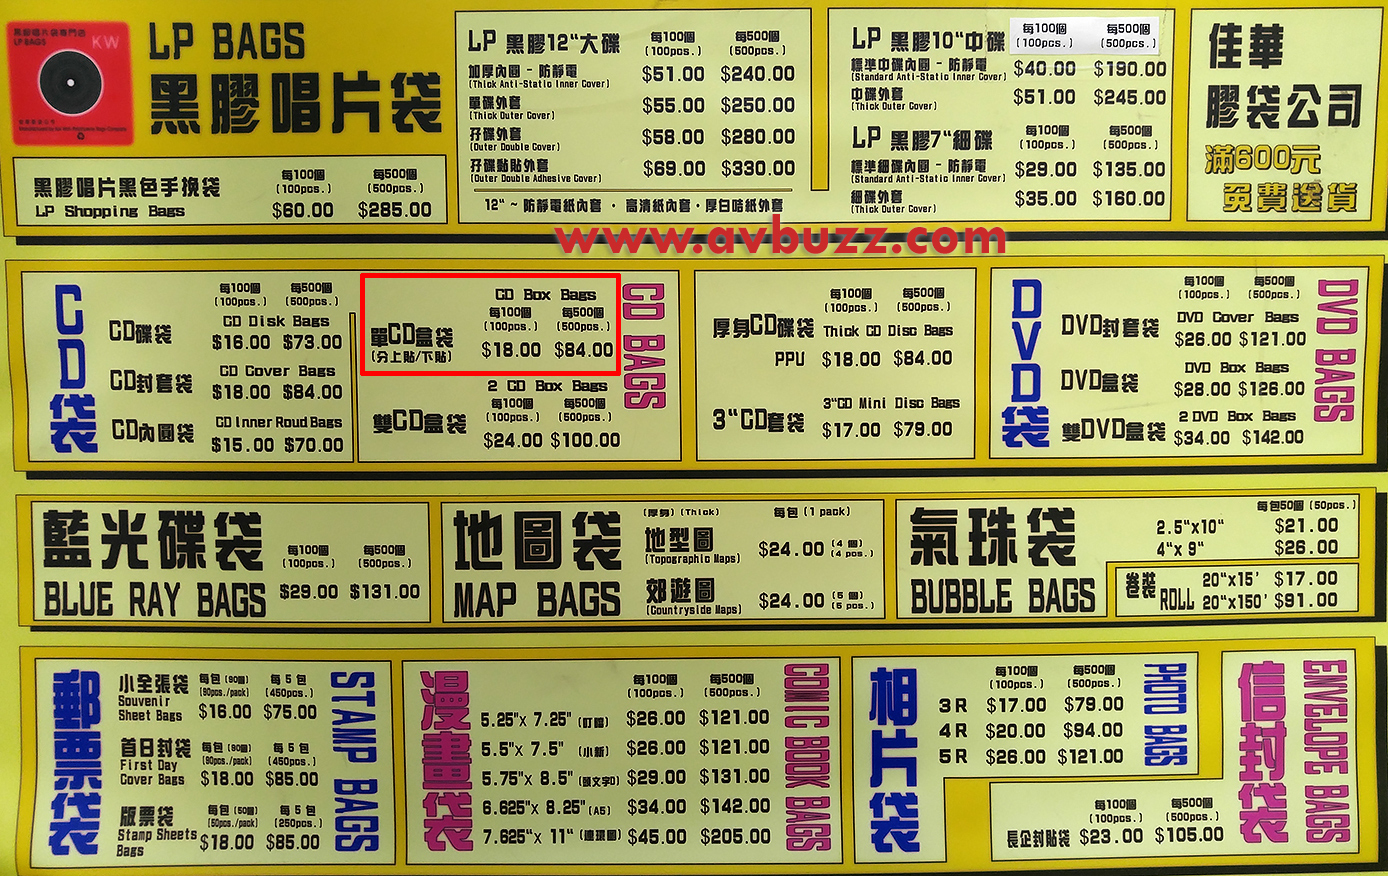 黑膠唱片袋專門店
LP BAGS
KW
LP BAGS
黑膠唱片袋
每100個 每500個
(100pcs.) (500pcs.)
黑膠唱片黑色手挽袋
LP Shopping Bags $60.00 $285.00
LP 黑膠12"大碟 每100個 每500個
(100pcs.) (500pcs.)
加厚內圓 - 防靜電 $51.00 $240.00
(Thick Anti-Static Inner Cover)
單碟外套 $55.00 $250.00
(Thick Outer Cover)
孖碟外套 $58.00 $280.00
(Outer Double Cover)
孖碟黏貼外套 $69.00 $330.00
(Outer Double Adhesive Cover)
12" ~ 防靜電紙內套 · 高清紙內套 · 厚白咭紙外套
LP 黑膠10"中碟 每100個 每500個
(100pcs.) (500pcs.)
標準中碟內圓 - 防靜電 $40.00 $190.00
(Standard Anti-Static Inner Cover)
中碟外套 $51.00 $245.00
(Thick Outer Cover)
LP 黑膠7"細碟 每100個 每500個
(100pcs.) (500pcs.)
標準細碟內圓 - 防靜電 $29.00 $135.00
(Standard Anti-Static Inner Cover)
細碟外套 $35.00 $160.00
(Thick Outer Cover)
佳華
膠袋公司
滿600元
免費送貨
www.avbuzz.com
CD袋
每100個 每500個
(100pcs.) (500pcs.)
CD Disk Bags
CD碟袋 $16.00 $73.00
CD Cover Bags
CD封套袋 $18.00 $84.00
CD Inner Roud Bags
CD內圓袋 $15.00 $70.00
CD Box Bags
每100個 每500個
(100pcs.) (500pcs.)
單CD盒袋 $18.00 $84.00
(分上貼/下貼)
2 CD Box Bags
每100個 每500個
(100pcs.) (500pcs.)
雙CD盒袋 $24.00 $100.00
CD BAGS
每100個 每500個
(100pcs.) (500pcs.)
厚身CD碟袋 Thick CD Disc Bags
PPU $18.00 $84.00
3"CD Mini Disc Bags
3"CD套袋 $17.00 $79.00
DVD袋
每100個 每500個
(100pcs.) (500pcs.)
DVD Cover Bags
DVD封套袋 $26.00 $121.00
DVD Box Bags
DVD盒袋 $28.00 $126.00
2 DVD Box Bags
雙DVD盒袋 $34.00 $142.00
DVD BAGS
藍光碟袋 每100個 每500個
(100pcs.) (500pcs.)
BLUE RAY BAGS $29.00 $131.00
地圖袋
MAP BAGS
(厚身) (Thick) 每包 (1 pack)
地型圖 $24.00 (4 個)
(Topographic Maps) (4 pcs.)
郊遊圖 $24.00 (5 個)
(Countryside Maps) (5 pcs.)
氣珠袋
BUBBLE BAGS
每包50個 (50pcs.)
2.5"x10" $21.00
4"x 9" $26.00
卷裝
ROLL
20"x15' $17.00
20"x150' $91.00
郵票袋
小全張袋 每包 (90個) 每 5 包
Souvenir (90pcs./pack) (450pcs.)
Sheet Bags $16.00 $75.00
首日封袋 每包 (90個) 每 5 包
First Day (90pcs./pack) (450pcs.)
Cover Bags $18.00 $85.00
版票袋 每包 (50個) 每 5 包
Stamp Sheets (50pcs./pack) (250pcs.)
Bags $18.00 $85.00
STAMP BAGS
漫畫袋
每100個 每500個
(100pcs.) (500pcs.)
5.25"x 7.25" (叮噹) $26.00 $121.00
5.5"x 7.5" (小新) $26.00 $121.00
5.75"x 8.5" (頭文字D) $29.00 $131.00
6.625"x 8.25" (A5) $34.00 $142.00
7.625"x 11" (連環圖) $45.00 $205.00
COMIC BOOK BAGS
相片袋
每100個 每500個
(100pcs.) (500pcs.)
3R $17.00 $79.00
4R $20.00 $94.00
5R $26.00 $121.00
PHOTO BAGS
信封袋
ENVELOPE BAGS
每100個 每500個
(100pcs.) (500pcs.)
長企封貼袋 $23.00 $105.00